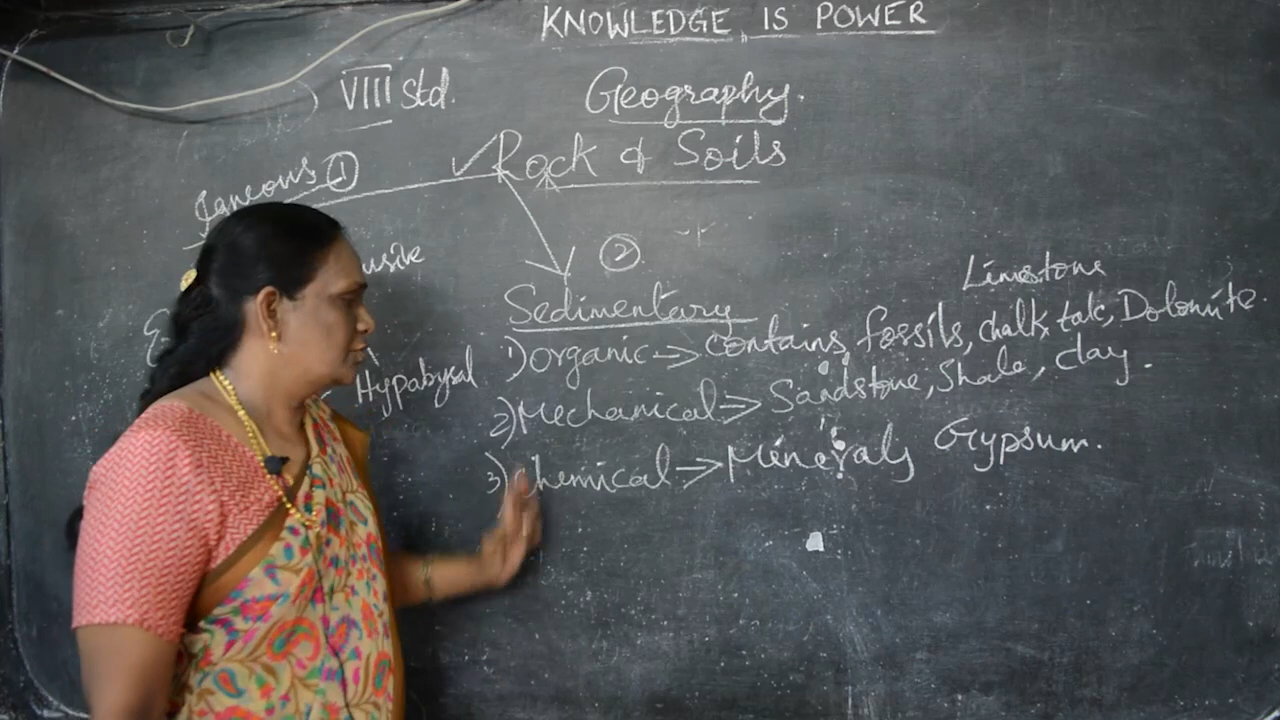 KNOWLEDGE IS POWER
VIII Std.
Geography.
Rock & Soils
Igneous ①
②
usive
Sedimentary
Limestone
1) Organic → contains fossils, chalk, talc, Dolomite.
Hypabysal
2) Mechanical → Sandstone, Shale, clay.
3) Chemical → Minerals Gypsum.